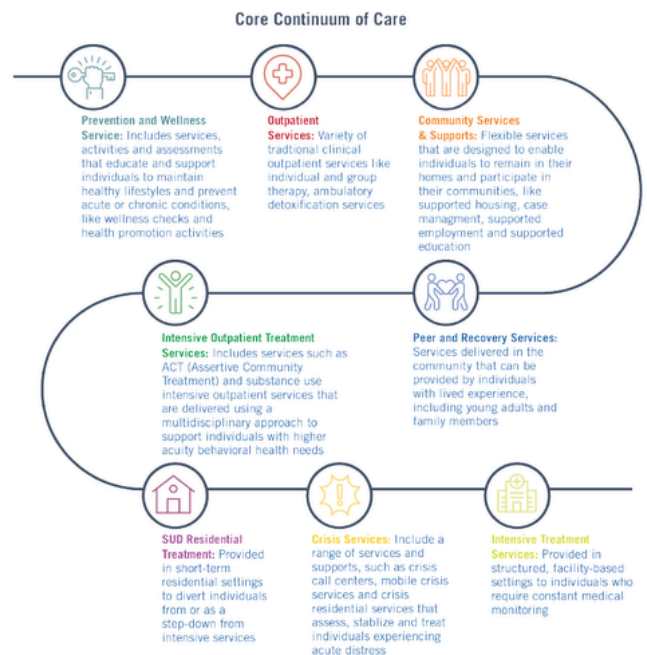 Core Continuum of Care
Prevention and Wellness
Service: Includes services,
activities and assessments
that educate and support
individuals to maintain
healthy lifestyles and prevent
acute or chronic conditions,
like wellness checks and
health promotion activities
Outpatient
Services: Variety of
tradtional clinical
outpatient services like
individual and group
therapy, ambulatory
detoxification services
Community Services
& Supports: Flexible services
that are designed to enable
individuals to remain in their
homes and participate in
their communities, like
supported housing, case
managment, supported
employment and supported
education
Peer and Recovery Services:
Services delivered in the
community that can be
provided by individuals
with lived experience,
including young adults and
family members
Intensive Outpatient Treatment
Services: Includes services such as
ACT (Assertive Community
Treatment) and substance use
intensive outpatient services that
are delivered using a
multidisciplinary approach to
support individuals with higher
acuity behavioral health needs
SUD Residential
Treatment: Provided
in short-term
residential settings
to divert individuals
from or as a
step-down from
intensive services
Crisis Services: Include a
range of services and
supports, such as crisis
call centers, mobile crisis
services and crisis
residential services that
assess, stablize and treat
individuals experiencing
acute distress
Intensive Treatment
Services: Provided in
structured, facility-based
settings to individuals who
require constant medical
monitoring